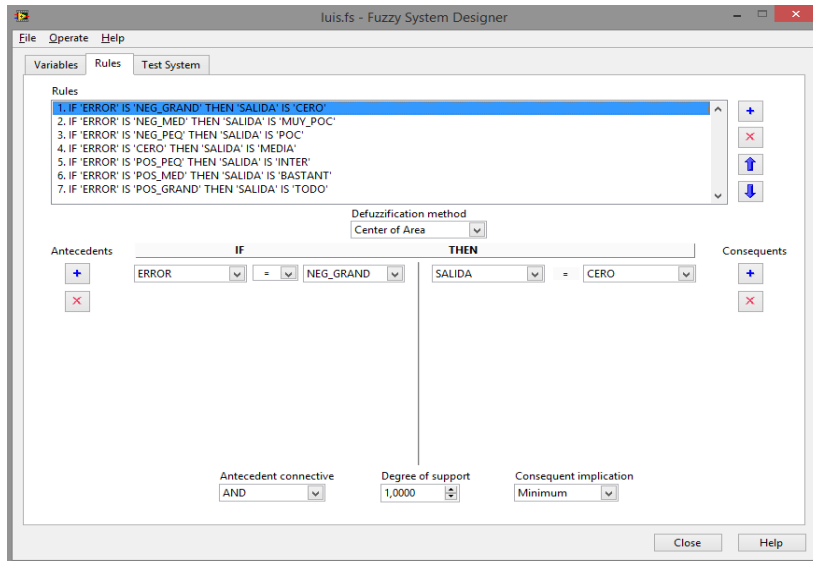 luis.fs - Fuzzy System Designer
File Operate Help
Variables Rules Test System
Rules
1. IF 'ERROR' IS 'NEG_GRAND' THEN 'SALIDA' IS 'CERO'
2. IF 'ERROR' IS 'NEG_MED' THEN 'SALIDA' IS 'MUY_POC'
3. IF 'ERROR' IS 'NEG_PEQ' THEN 'SALIDA' IS 'POC'
4. IF 'ERROR' IS 'CERO' THEN 'SALIDA' IS 'MEDIA'
5. IF 'ERROR' IS 'POS_PEQ' THEN 'SALIDA' IS 'INTER'
6. IF 'ERROR' IS 'POS_MED' THEN 'SALIDA' IS 'BASTANT'
7. IF 'ERROR' IS 'POS_GRAND' THEN 'SALIDA' IS 'TODO'
Defuzzification method
Center of Area
Antecedents IF THEN Consequents
ERROR = NEG_GRAND SALIDA = CERO
Antecedent connective Degree of support Consequent implication
AND 1,0000 Minimum
Close Help